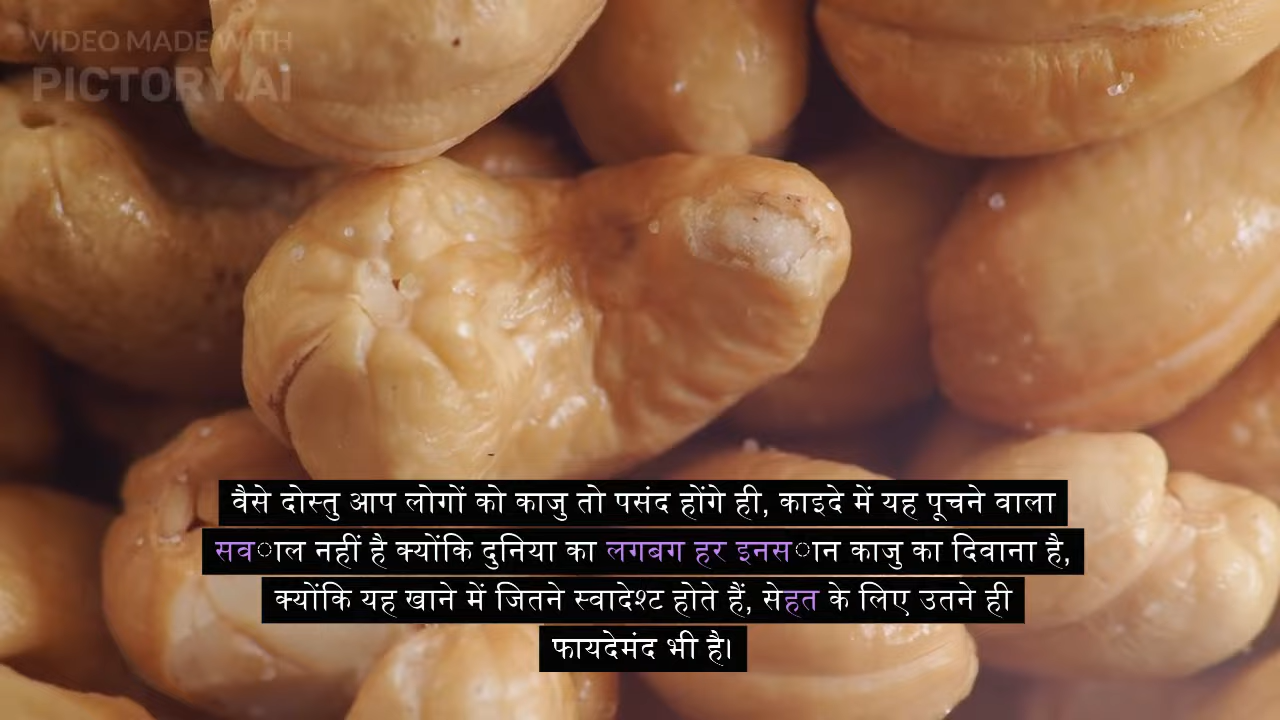 VIDEO MADE WITH
PICTORY.Ai
वैसे दोस्तु आप लोगों को काजु तो पसंद होंगे ही, काइदे में यह पूचने वाला
सवाल नहीं है क्योंकि दुनिया का लगबग हर इनसान काजु का दिवाना है,
क्योंकि यह खाने में जितने स्वादेश्ट होते हैं, सेहत के लिए उतने ही
फायदेमंद भी है।